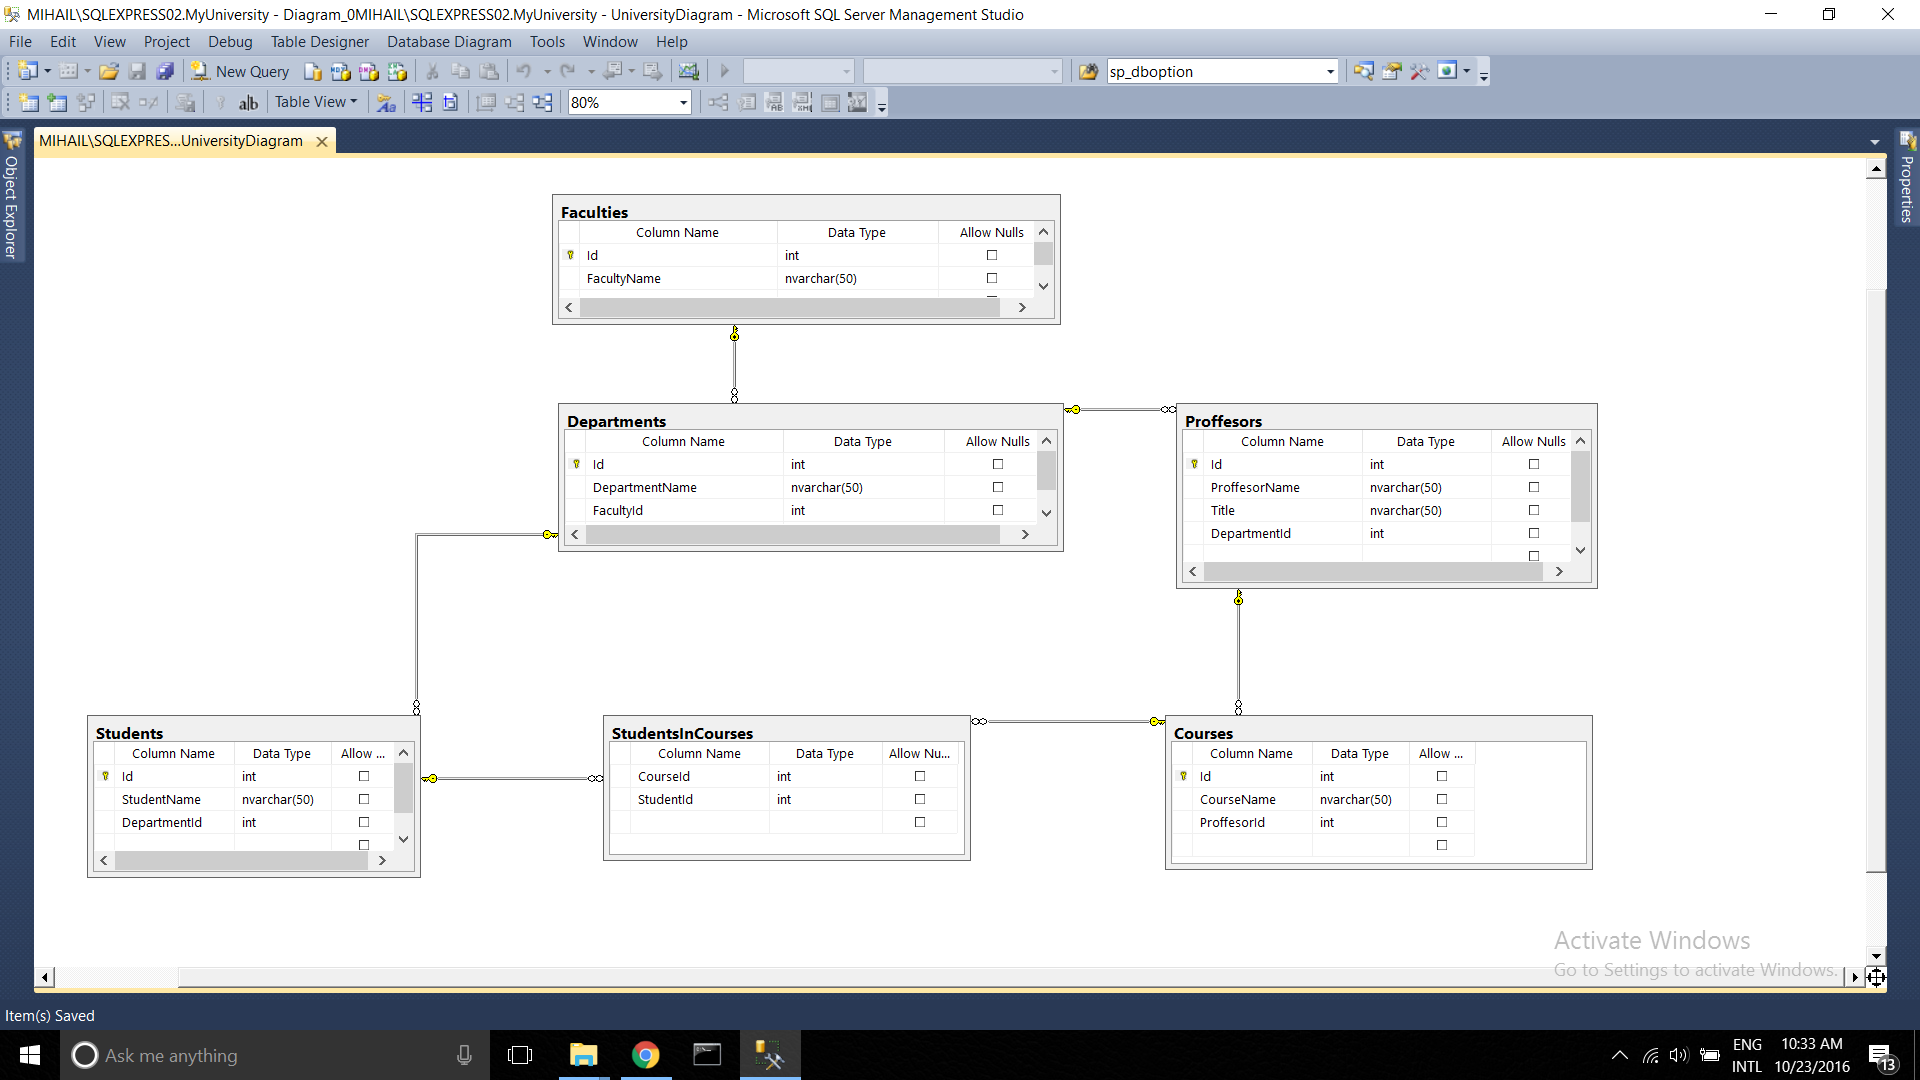 MIHAIL\SQLEXPRESS02.MyUniversity - Diagram_0MIHAIL\SQLEXPRESS02.MyUniversity - UniversityDiagram - Microsoft SQL Server Management Studio
File Edit View Project Debug Table Designer Database Diagram Tools Window Help
New Query sp_dboption
Table View 80%
MIHAIL\SQLEXPRES...UniversityDiagram
Object Explorer
Properties
Faculties
Column Name Data Type Allow Nulls
Id int
FacultyName nvarchar(50)
Departments
Column Name Data Type Allow Nulls
Id int
DepartmentName nvarchar(50)
FacultyId int
Proffesors
Column Name Data Type Allow Nulls
Id int
ProffesorName nvarchar(50)
Title nvarchar(50)
DepartmentId int
Students
Column Name Data Type Allow ...
Id int
StudentName nvarchar(50)
DepartmentId int
StudentsInCourses
Column Name Data Type Allow Nu...
CourseId int
StudentId int
Courses
Column Name Data Type Allow ...
Id int
CourseName nvarchar(50)
ProffesorId int
Activate Windows
Go to Settings to activate Windows.
Item(s) Saved
Ask me anything
ENG 10:33 AM
INTL 10/23/2016
13